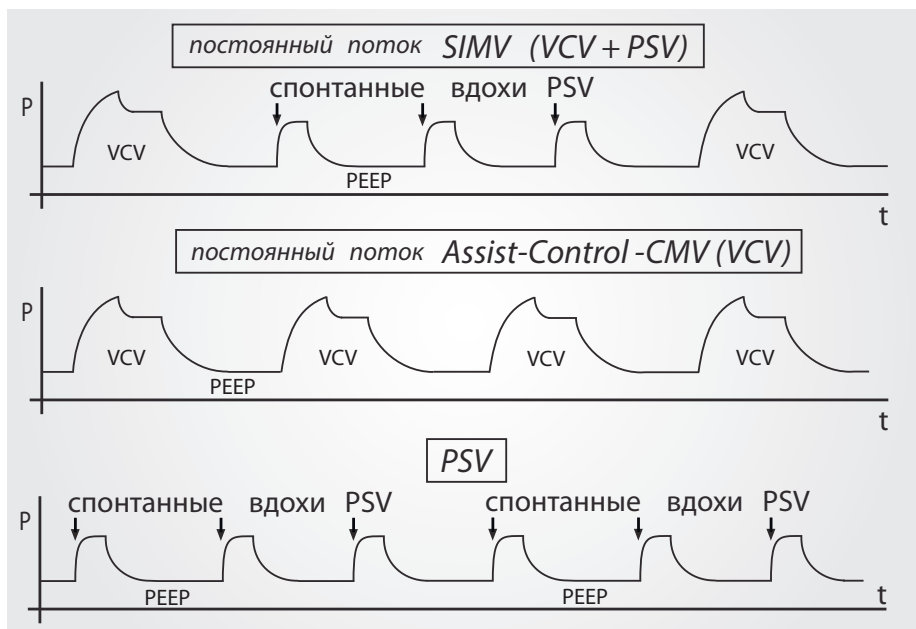 постоянный поток SIMV (VCV + PSV)
P
спонтанные вдохи PSV
VCV
VCV
PEEP
t
постоянный поток Assist-Control -CMV (VCV)
P
VCV
VCV
VCV
VCV
PEEP
t
PSV
спонтанные вдохи PSV спонтанные вдохи PSV
P
PEEP
PEEP
t